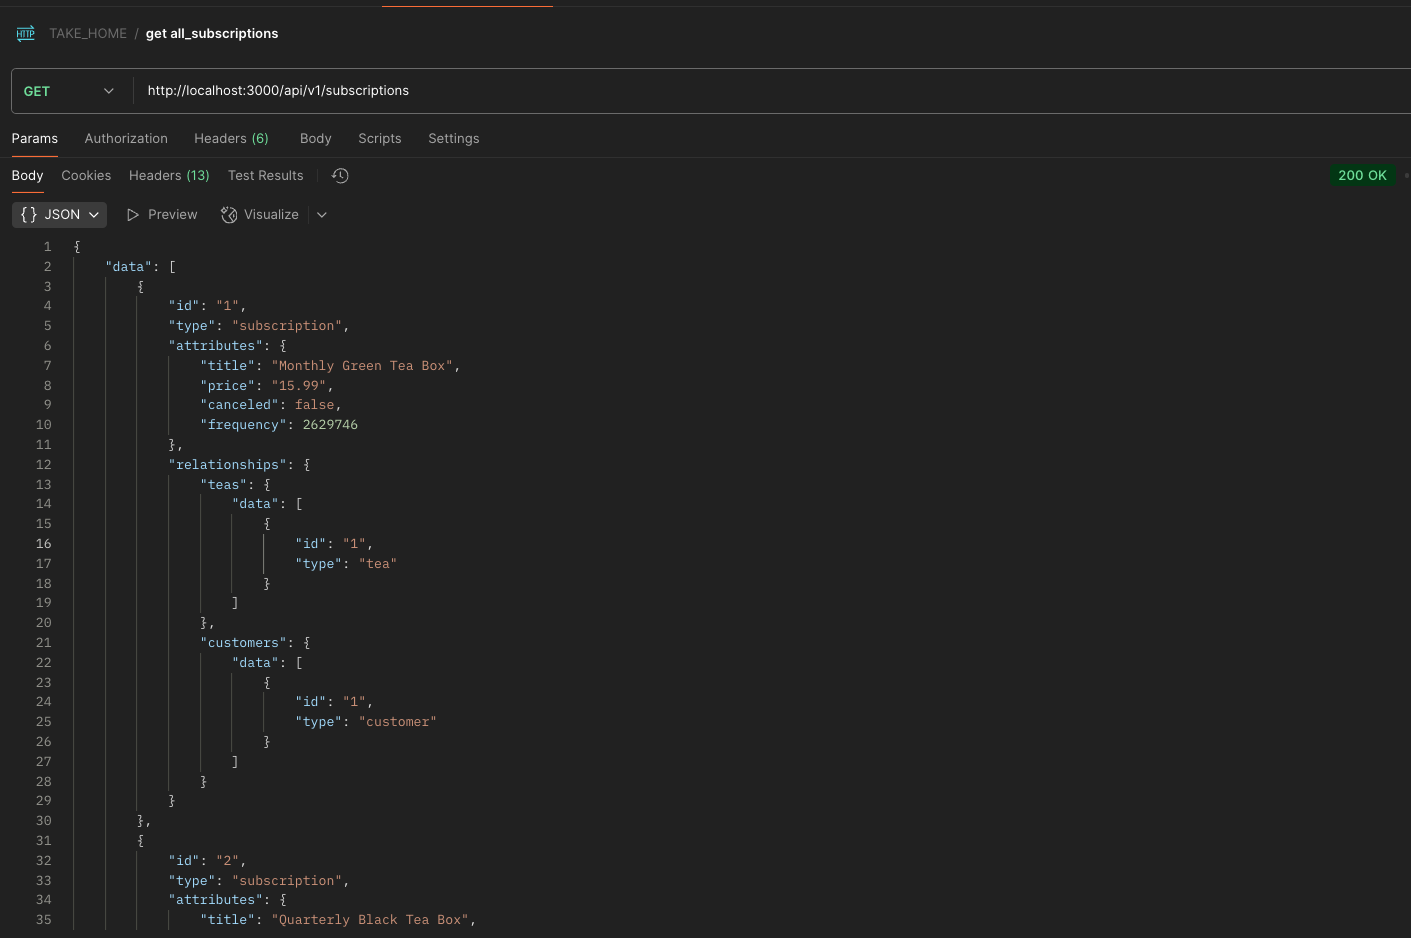 HTTP TAKE_HOME / get all_subscriptions
GET http://localhost:3000/api/v1/subscriptions
Params Authorization Headers (6) Body Scripts Settings
Body Cookies Headers (13) Test Results 200 OK
{} JSON Preview Visualize
1 {
2 "data": [
3 {
4 "id": "1",
5 "type": "subscription",
6 "attributes": {
7 "title": "Monthly Green Tea Box",
8 "price": "15.99",
9 "canceled": false,
10 "frequency": 2629746
11 },
12 "relationships": {
13 "teas": {
14 "data": [
15 {
16 "id": "1",
17 "type": "tea"
18 }
19 ]
20 },
21 "customers": {
22 "data": [
23 {
24 "id": "1",
25 "type": "customer"
26 }
27 ]
28 }
29 }
30 },
31 {
32 "id": "2",
33 "type": "subscription",
34 "attributes": {
35 "title": "Quarterly Black Tea Box",